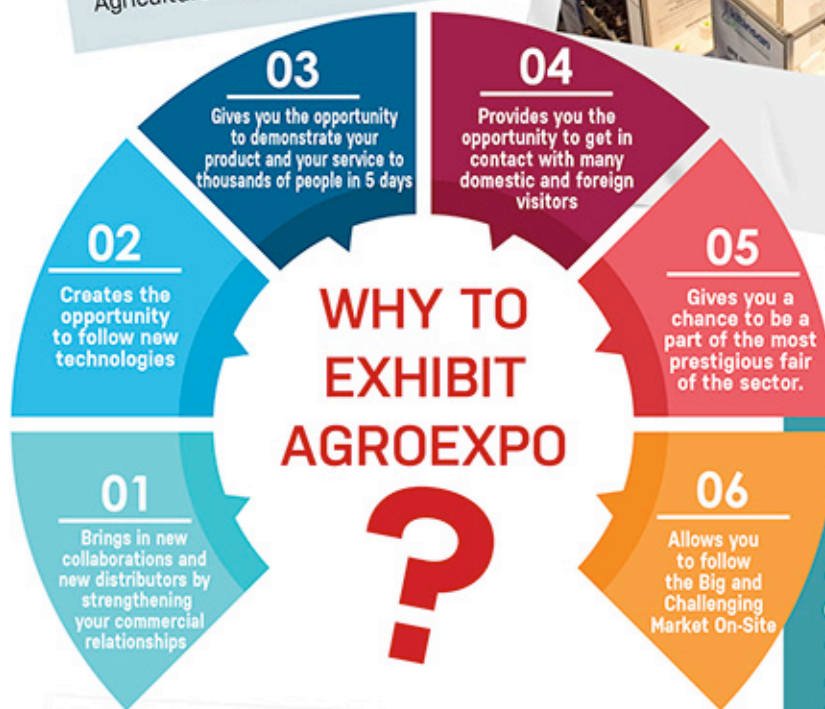 03
Gives you the opportunity
to demonstrate your
product and your service to
thousands of people in 5 days
04
Provides you the
opportunity to get in
contact with many
domestic and foreign
visitors
02
Creates the
opportunity
to follow new
technologies
05
Gives you a
chance to be a
part of the most
prestigious fair
of the sector.
WHY TO
EXHIBIT
AGROEXPO
?
01
Brings in new
collaborations and
new distributors by
strengthening
your commercial
relationships
06
Allows you
to follow
the Big and
Challenging
Market On-Site